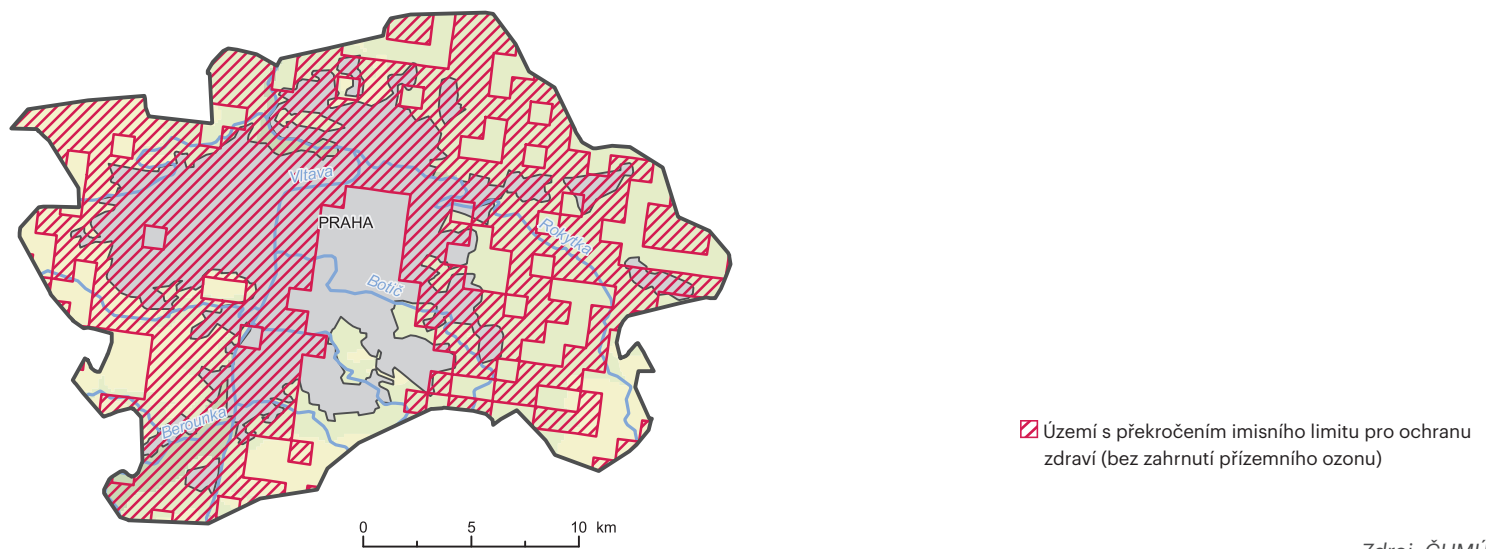 Vltava
PRAHA
Rokytka
Botič
Berounka
0 5 10 km
Území s překročením imisního limitu pro ochranu
zdraví (bez zahrnutí přízemního ozonu)